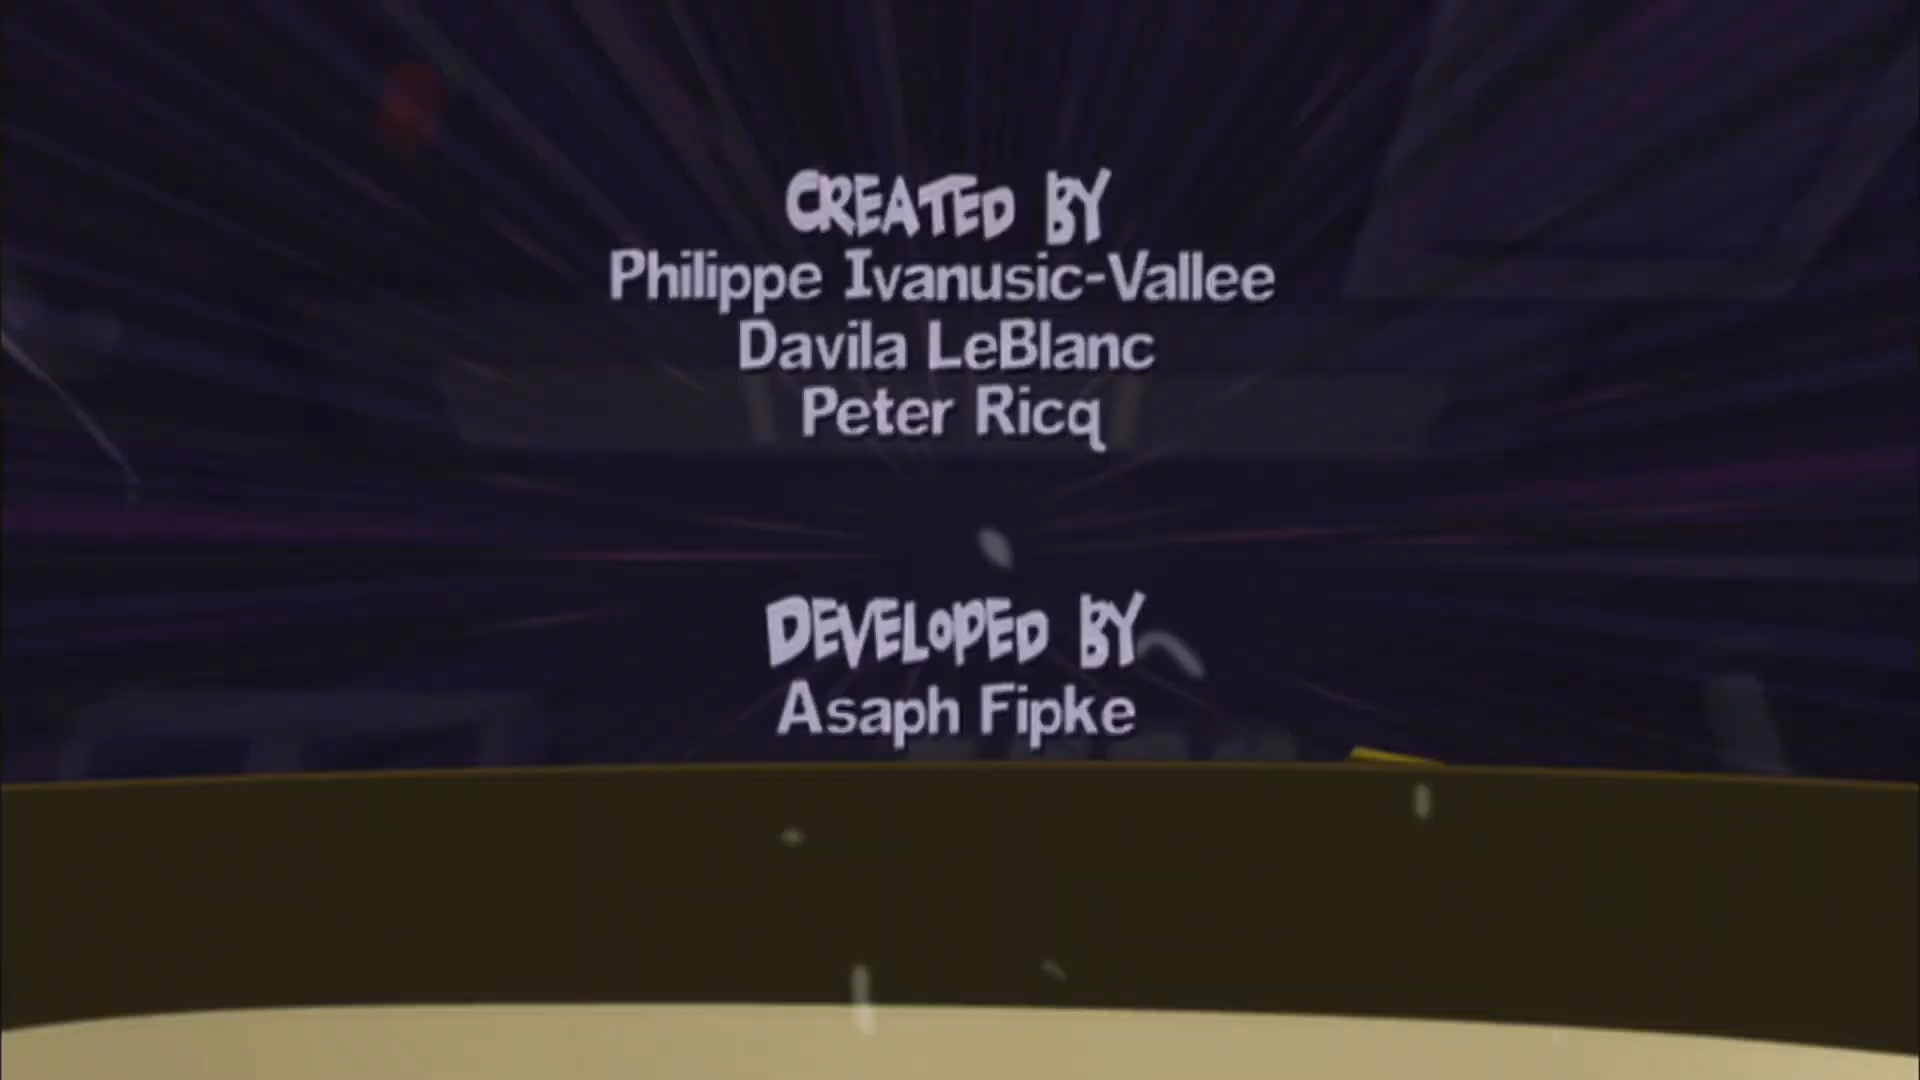 CREATED BY
Philippe Ivanusic-Vallee
Davila LeBlanc
Peter Ricq
DEVELOPED BY
Asaph Fipke